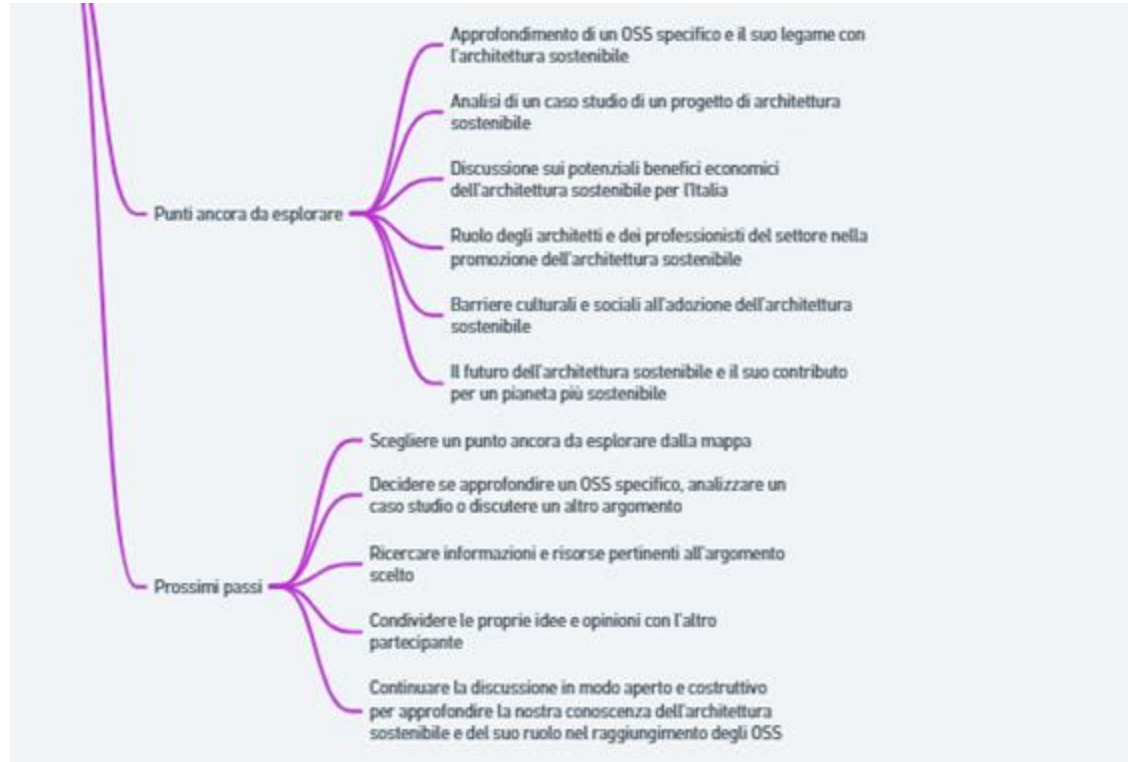 Approfondimento di un OSS specifico e il suo legame con
l'architettura sostenibile
Analisi di un caso studio di un progetto di architettura
sostenibile
Discussione sui potenziali benefici economici
dell'architettura sostenibile per l'Italia
Punti ancora da esplorare
Ruolo degli architetti e dei professionisti del settore nella
promozione dell'architettura sostenibile
Barriere culturali e sociali all'adozione dell'architettura
sostenibile
Il futuro dell'architettura sostenibile e il suo contributo
per un pianeta più sostenibile
Scegliere un punto ancora da esplorare dalla mappa
Decidere se approfondire un OSS specifico, analizzare un
caso studio o discutere un altro argomento
Ricercare informazioni e risorse pertinenti all'argomento
scelto
Prossimi passi
Condividere le proprie idee e opinioni con l'altro
partecipante
Continuare la discussione in modo aperto e costruttivo
per approfondire la nostra conoscenza dell'architettura
sostenibile e del suo ruolo nel raggiungimento degli OSS